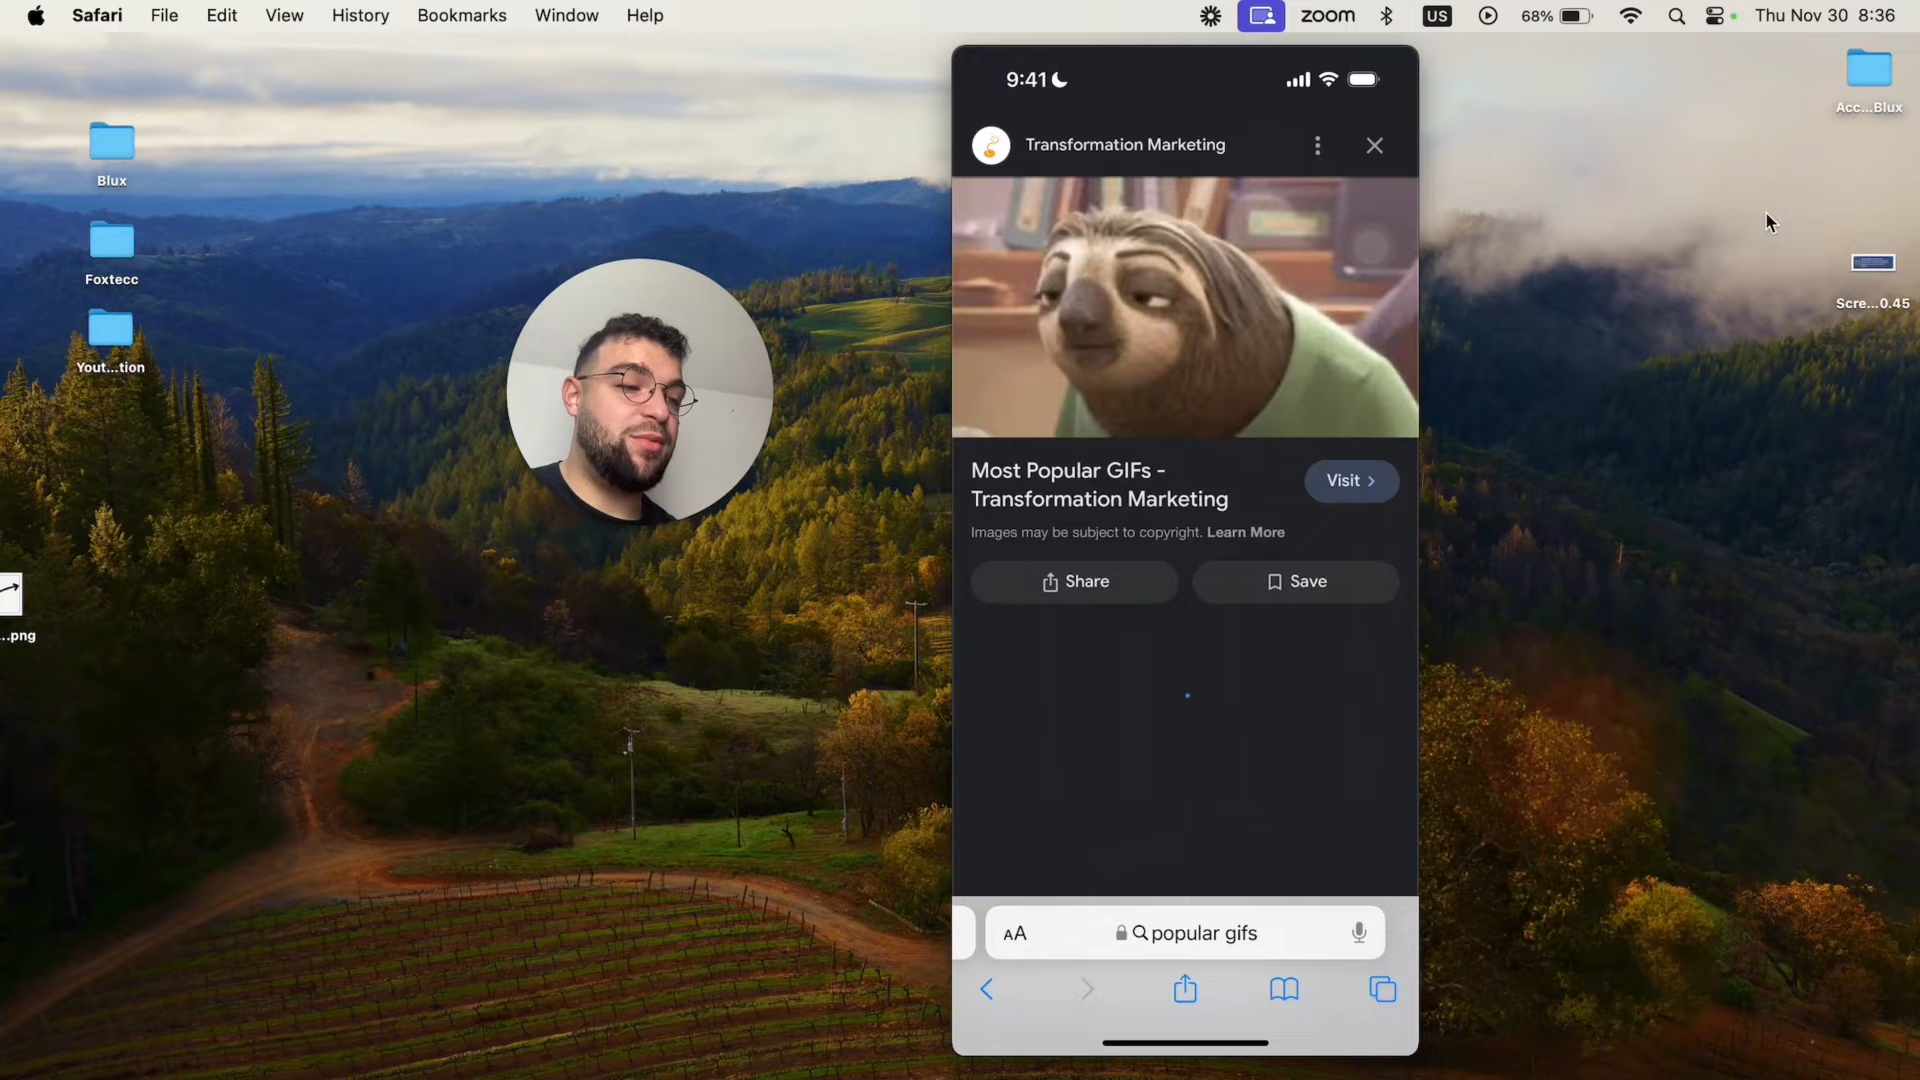 Safari File Edit View History Bookmarks Window Help zoom US 68% Thu Nov 30 8:36
Blux
Foxtecc
Yout...tion
...png
Acc...Blux
Scre...0.45
9:41
Transformation Marketing
Most Popular GIFs -
Transformation Marketing
Visit
Images may be subject to copyright. Learn More
Share Save
AA popular gifs